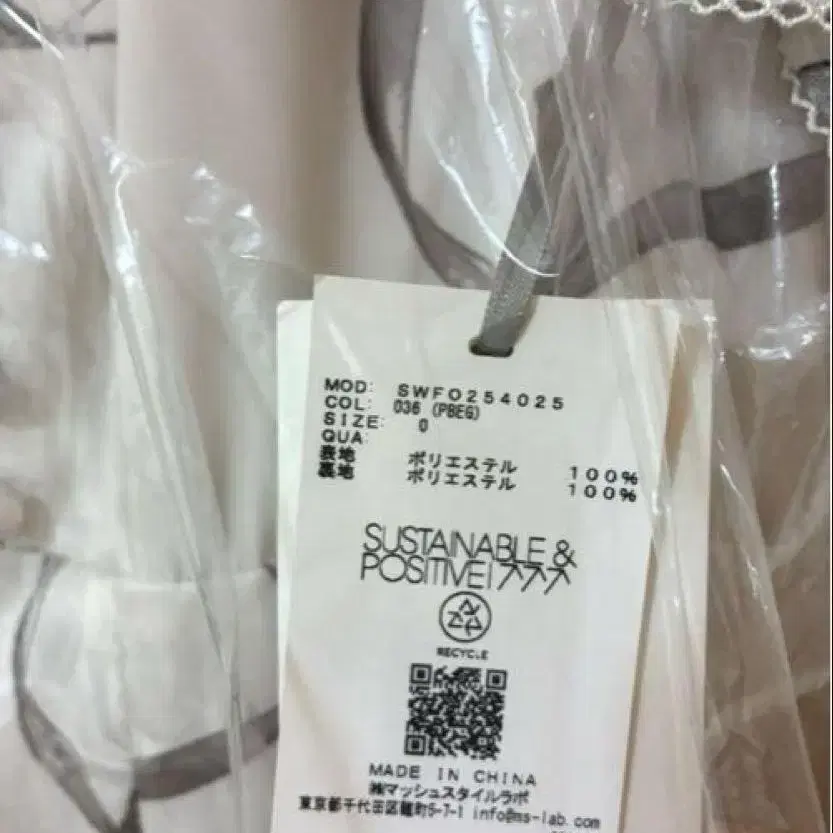 MOD: SWFO254025
COL: 036 (PBEG)
SIZE: 0
QUA:
表地 ポリエステル 100%
裏地 ポリエステル 100%
SUSTAINABLE &
POSITIVE!↗↗↗
RECYCLE
MADE IN CHINA
㈱マッシュスタイルラボ
東京都千代田区麹町5-7-1 info@ms-lab.com